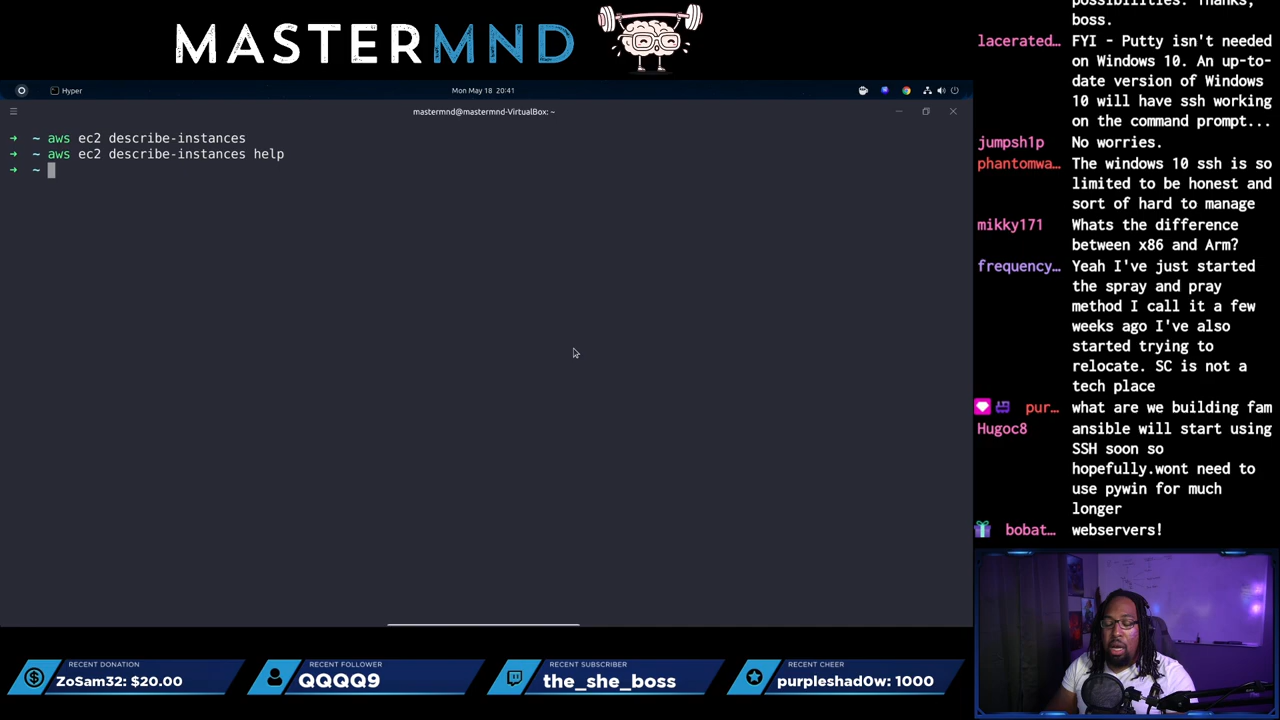 MASTERMND
Hyper
Mon May 18 20:41
mastermnd@mastermnd-VirtualBox: ~
➜ ~ aws ec2 describe-instances
➜ ~ aws ec2 describe-instances help
➜ ~
possibilities. Thanks,
boss.
lacerated… FYI - Putty isn't needed
on Windows 10. An up-to-
date version of Windows
10 will have ssh working
on the command prompt...
jumpsh1p No worries.
phantomwa… The windows 10 ssh is so
limited to be honest and
sort of hard to manage
mikky171 Whats the difference
between x86 and Arm?
frequency… Yeah I've just started
the spray and pray
method I call it a few
weeks ago I've also
started trying to
relocate. SC is not a
tech place
pur… what are we building fam
Hugoc8 ansible will start using
SSH soon so
hopefully.wont need to
use pywin for much
longer
bobat… webservers!
RECENT DONATION
ZoSam32: $20.00
RECENT FOLLOWER
QQQQ9
RECENT SUBSCRIBER
the_she_boss
RECENT CHEER
purpleshad0w: 1000